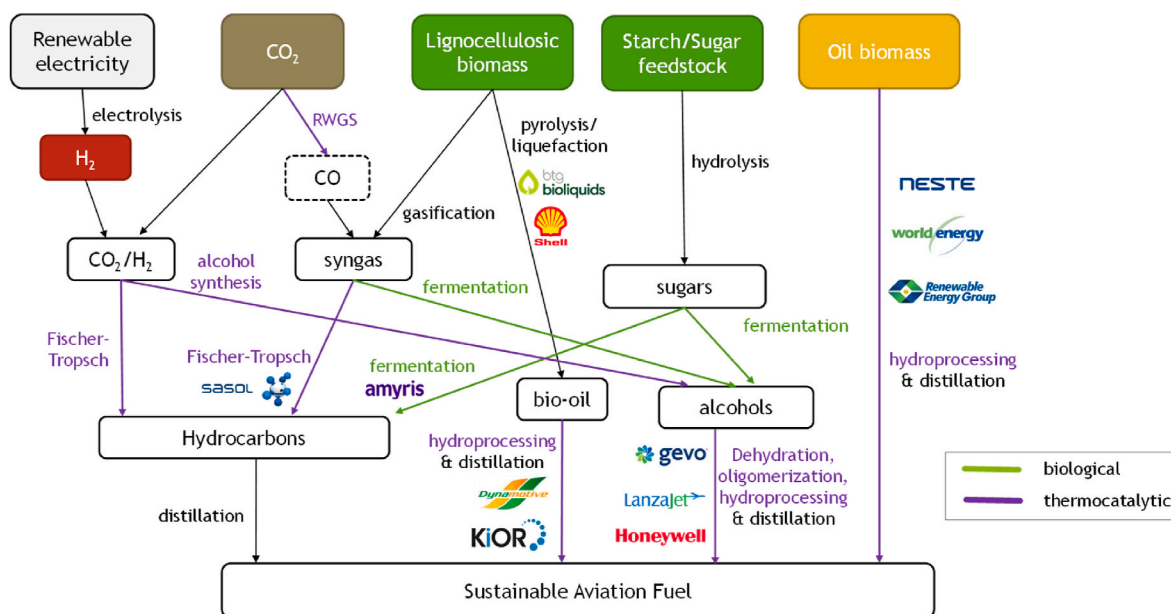 Renewable
electricity
CO₂
Lignocellulosic
biomass
Starch/Sugar
feedstock
Oil biomass
electrolysis
RWGS
pyrolysis/
liquefaction
hydrolysis
H₂
CO
btg
bioliquids
NESTE
gasification
Shell
worldenergy
CO₂/H₂
alcohol
synthesis
syngas
fermentation
sugars
Renewable
Energy Group
Fischer-
Tropsch
Fischer-Tropsch
sasol
fermentation
amyris
fermentation
hydroprocessing
& distillation
bio-oil
alcohols
Hydrocarbons
hydroprocessing
& distillation
gevo
Dehydration,
oligomerization,
hydroprocessing
& distillation
biological
thermocatalytic
Dynamotive
LanzaJet
distillation
KiOR
Honeywell
Sustainable Aviation Fuel